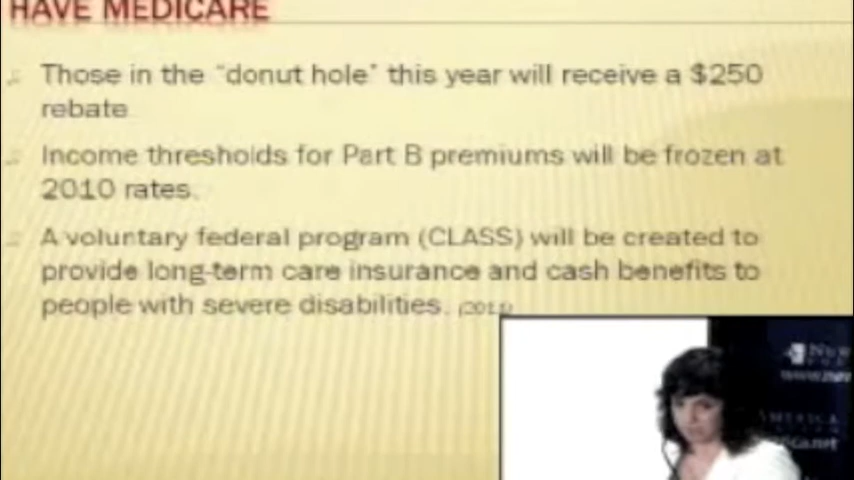 HAVE MEDICARE
Those in the "donut hole" this year will receive a $250
rebate
Income thresholds for Part B premiums will be frozen at
2010 rates.
A voluntary federal program (CLASS) will be created to
provide long-term care insurance and cash benefits to
people with severe disabilities. (2011)